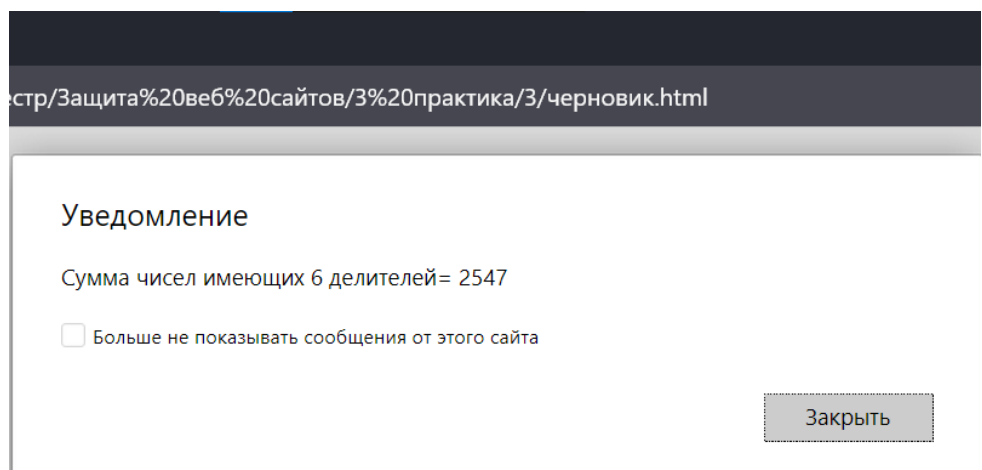 естр/Защита%20веб%20сайтов/3%20практика/3/черновик.html
Уведомление
Сумма чисел имеющих 6 делителей= 2547
Больше не показывать сообщения от этого сайта
Закрыть